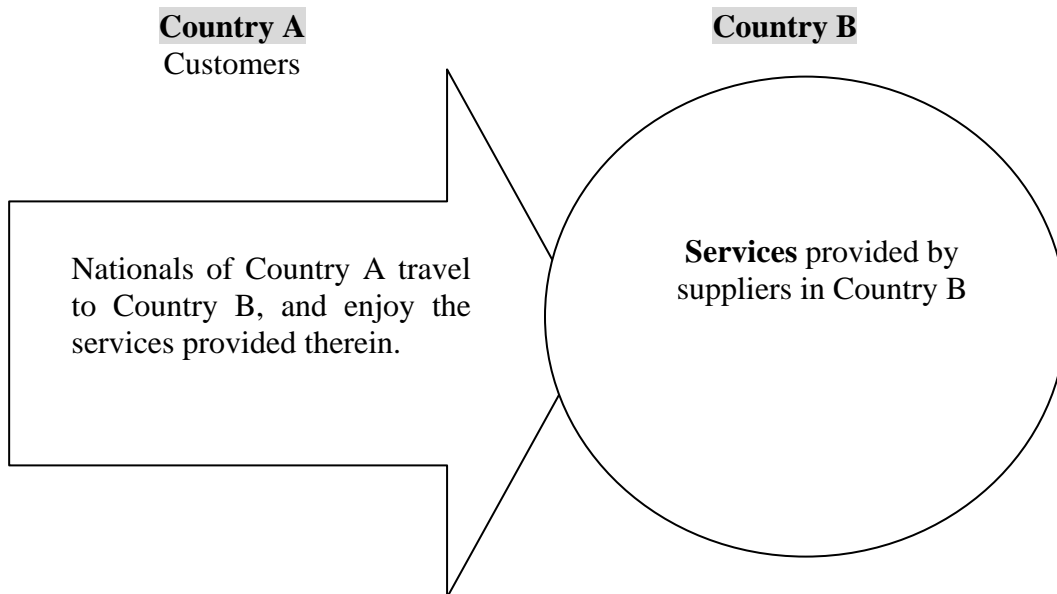 Country A
Customers
Country B
Nationals of Country A travel
to Country B, and enjoy the
services provided therein.
Services provided by
suppliers in Country B